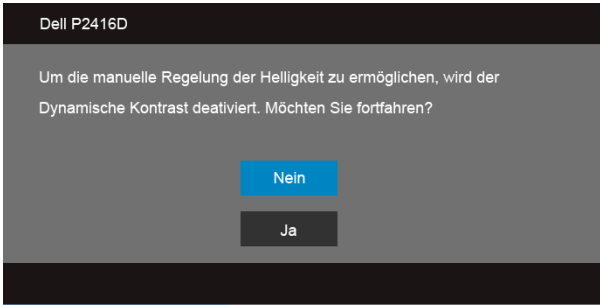 Dell P2416D
Um die manuelle Regelung der Helligkeit zu ermöglichen, wird der
Dynamische Kontrast deativiert. Möchten Sie fortfahren?
Nein
Ja